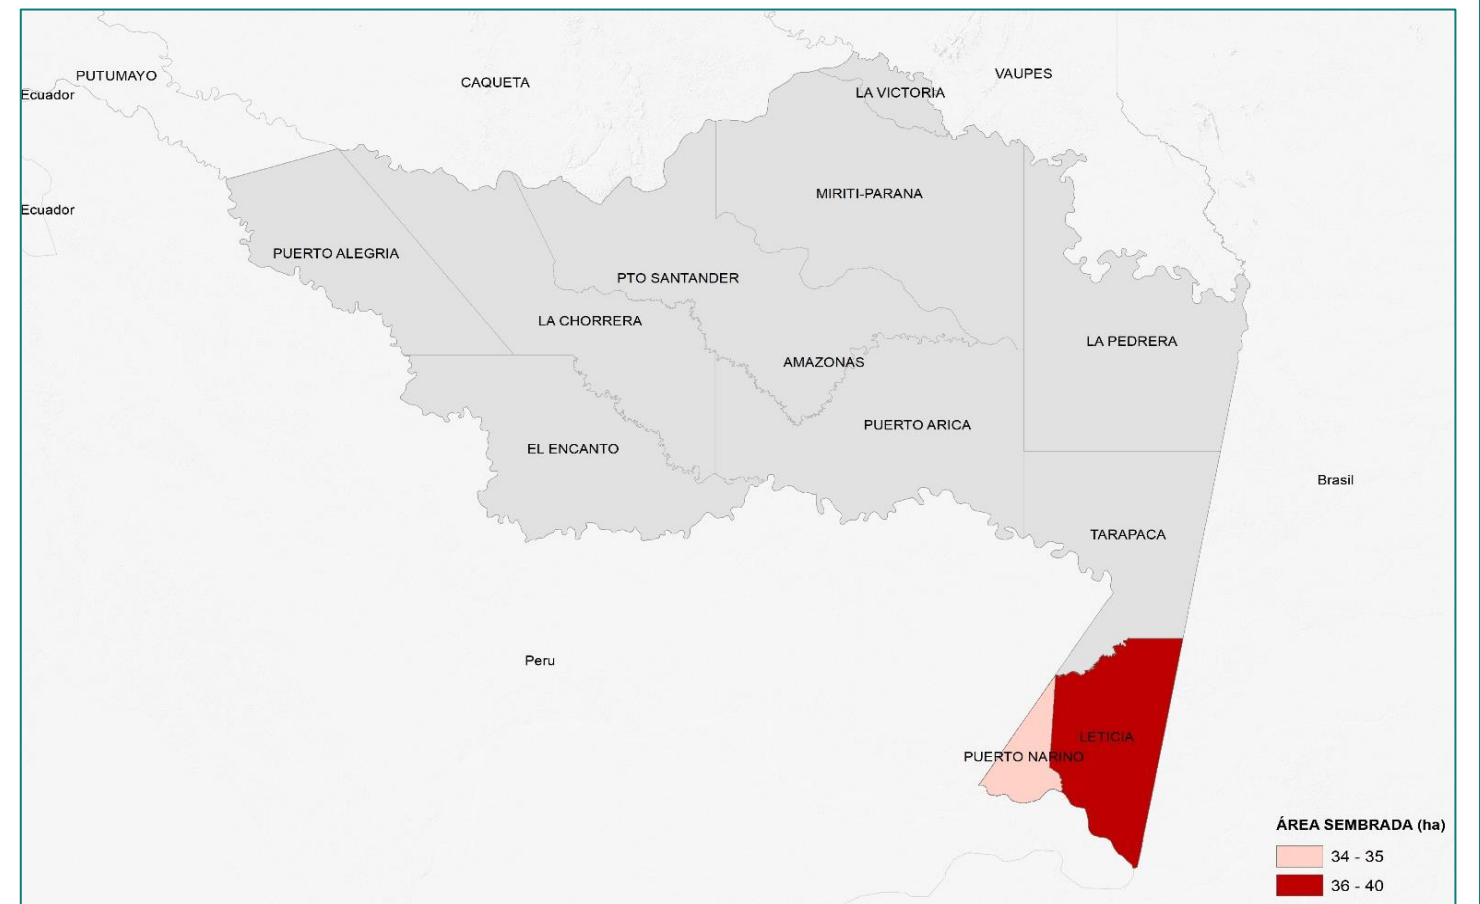 PUTUMAYO
CAQUETA
VAUPES
Ecuador
LA VICTORIA
MIRITI-PARANA
Ecuador
PUERTO ALEGRIA
PTO SANTANDER
LA CHORRERA
LA PEDRERA
AMAZONAS
PUERTO ARICA
EL ENCANTO
Brasil
TARAPACA
Peru
LETICIA
PUERTO NARINO
ÁREA SEMBRADA (ha)
34 - 35
36 - 40